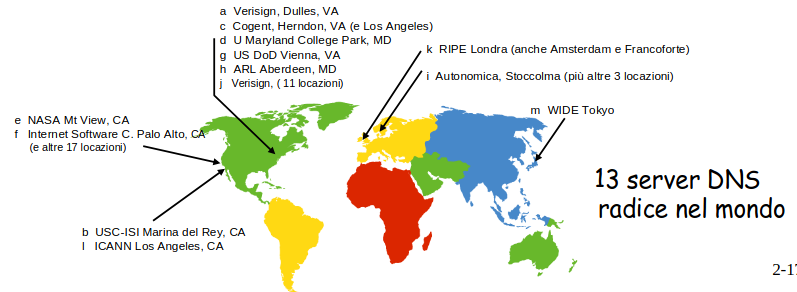 a Verisign, Dulles, VA
c Cogent, Herndon, VA (e Los Angeles)
d U Maryland College Park, MD
g US DoD Vienna, VA
h ARL Aberdeen, MD
j Verisign, ( 11 locazioni)
k RIPE Londra (anche Amsterdam e Francoforte)
i Autonomica, Stoccolma (più altre 3 locazioni)
m WIDE Tokyo
e NASA Mt View, CA
f Internet Software C. Palo Alto, CA
(e altre 17 locazioni)
b USC-ISI Marina del Rey, CA
l ICANN Los Angeles, CA
13 server DNS
radice nel mondo
2-17